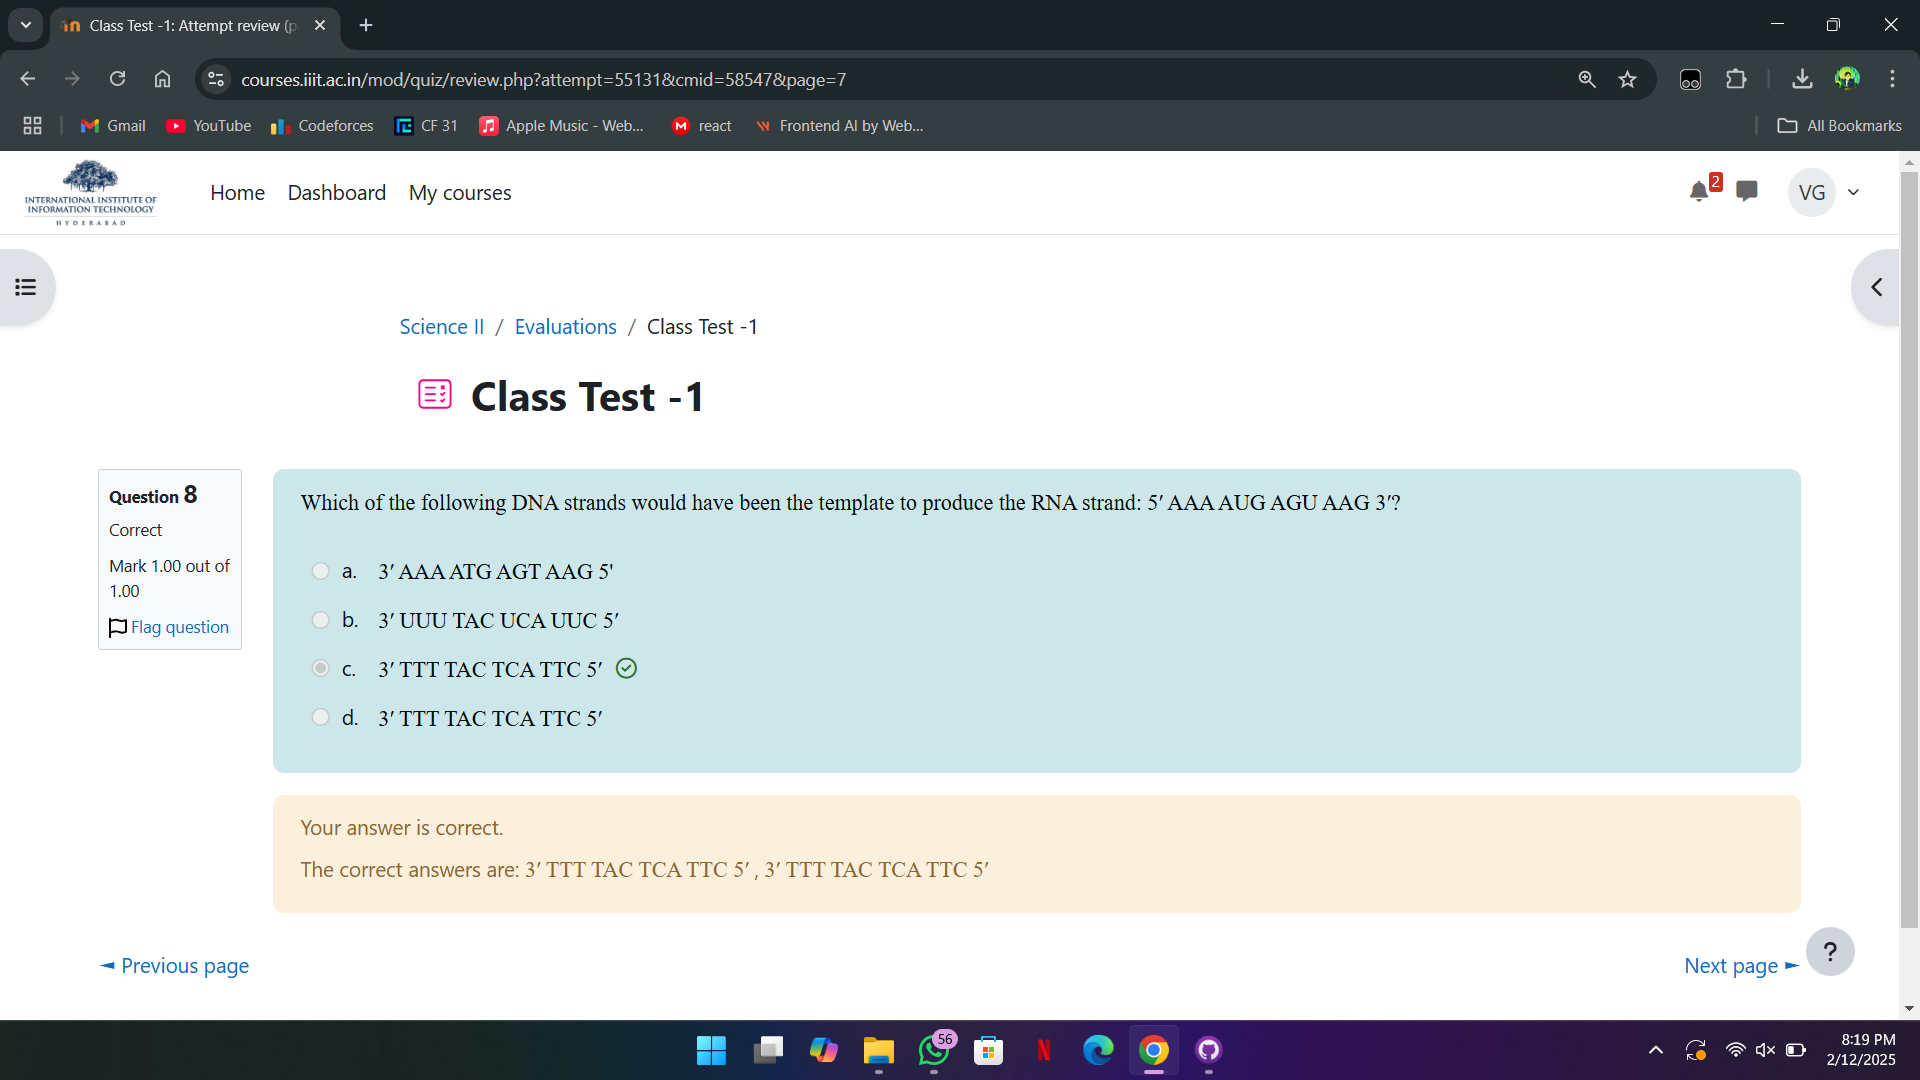 Class Test -1: Attempt review (p
courses.iiit.ac.in/mod/quiz/review.php?attempt=55131&cmid=58547&page=7
Gmail YouTube Codeforces CF 31 Apple Music - Web... react Frontend AI by Web... All Bookmarks
INTERNATIONAL INSTITUTE OF
INFORMATION TECHNOLOGY
HYDERABAD
Home Dashboard My courses
2
VG
Science II / Evaluations / Class Test -1
Class Test -1
Question 8
Correct
Mark 1.00 out of
1.00
Flag question
Which of the following DNA strands would have been the template to produce the RNA strand: 5′ AAA AUG AGU AAG 3′?
a. 3′ AAA ATG AGT AAG 5'
b. 3′ UUU TAC UCA UUC 5′
c. 3′ TTT TAC TCA TTC 5′
d. 3′ TTT TAC TCA TTC 5′
Your answer is correct.
The correct answers are: 3′ TTT TAC TCA TTC 5′ , 3′ TTT TAC TCA TTC 5′
◄ Previous page
Next page ►
?
56
8:19 PM
2/12/2025